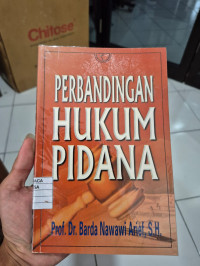 Chitose
PERBANDINGAN
HUKUM
PIDANA
Prof. Dr. Barda Nawawi Arief, S.H.